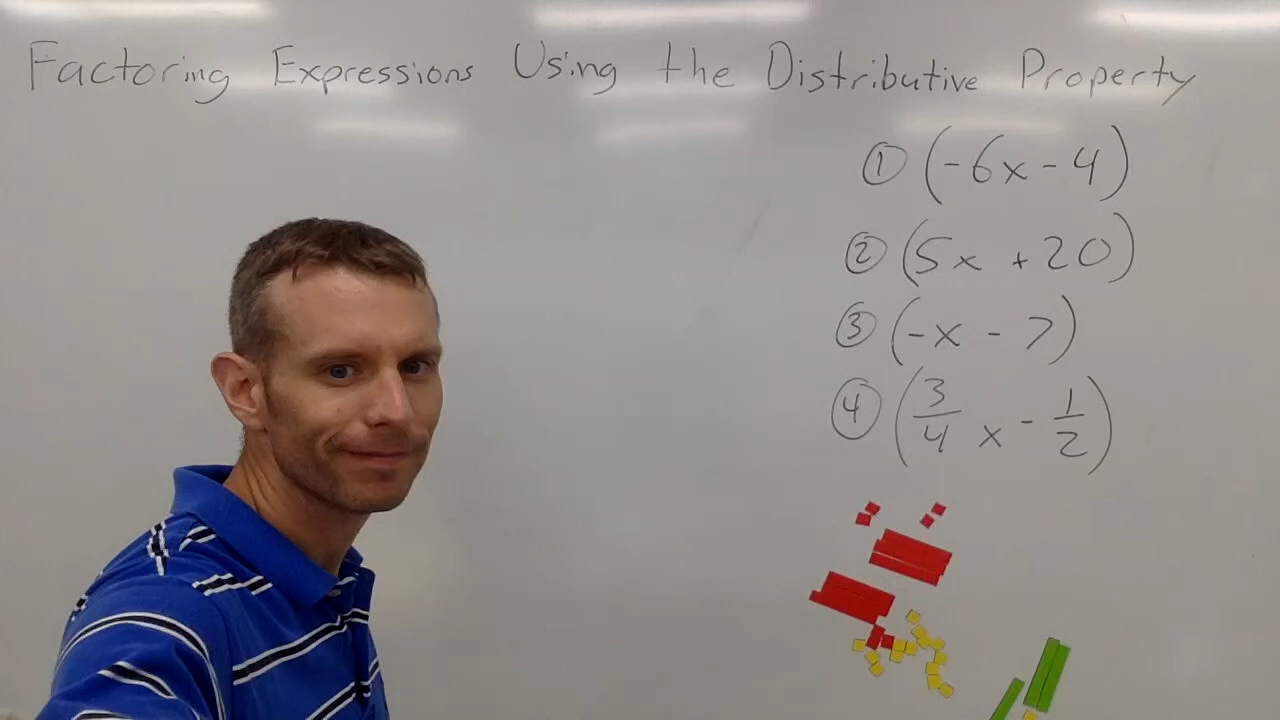 Factoring Expressions Using the Distributive Property
① (-6x - 4)
② (5x + 20)
③ (-x - 7)
④ (3/4 x - 1/2)